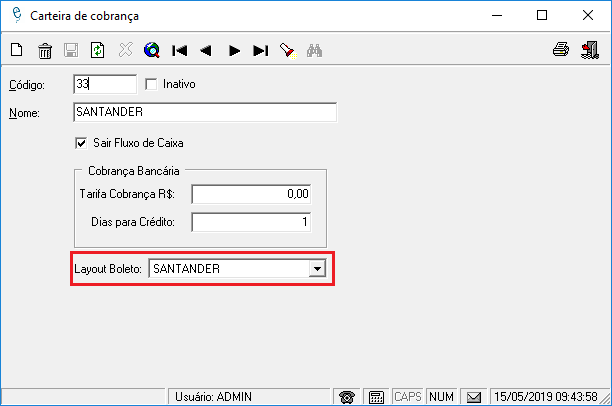 Carteira de cobrança
Código: 33 Inativo
Nome: SANTANDER
Sair Fluxo de Caixa
Cobrança Bancária
Tarifa Cobrança R$: 0,00
Dias para Crédito: 1
Layout Boleto: SANTANDER
Usuário: ADMIN CAPS NUM 15/05/2019 09:43:58